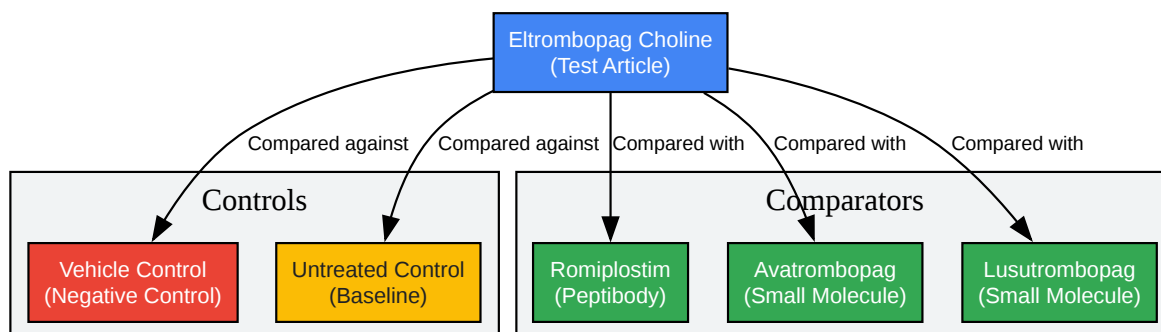 Eltrombopag Choline
(Test Article)
Compared against
Compared against
Compared with
Compared with
Compared with
Controls
Comparators
Vehicle Control
(Negative Control)
Untreated Control
(Baseline)
Romiplostim
(Peptibody)
Avatrombopag
(Small Molecule)
Lusutrombopag
(Small Molecule)